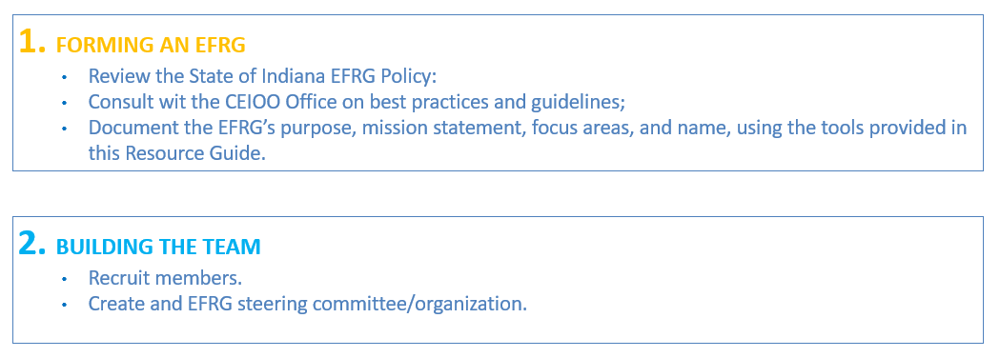 1. FORMING AN EFRG
• Review the State of Indiana EFRG Policy:
• Consult wit the CEIOO Office on best practices and guidelines;
• Document the EFRG's purpose, mission statement, focus areas, and name, using the tools provided in
this Resource Guide.
2. BUILDING THE TEAM
• Recruit members.
• Create and EFRG steering committee/organization.